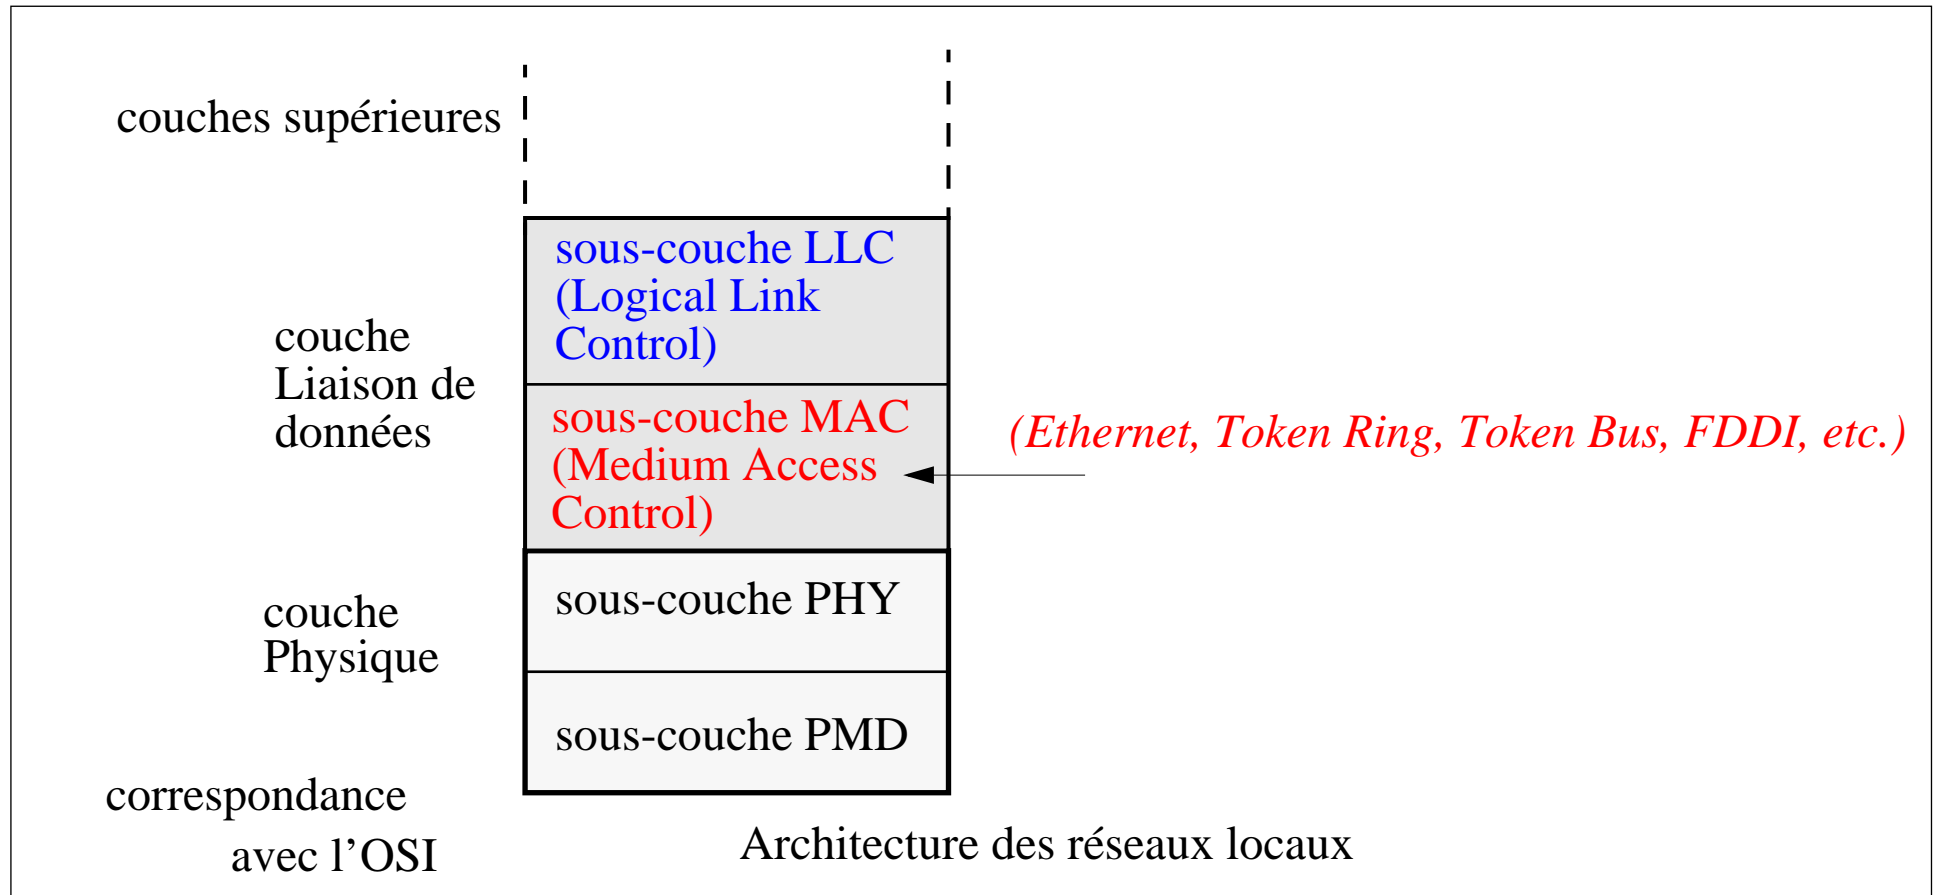 couches supérieures
sous-couche LLC
(Logical Link
Control)
couche
Liaison de
données
sous-couche MAC
(Medium Access
Control)
(Ethernet, Token Ring, Token Bus, FDDI, etc.)
couche
Physique
sous-couche PHY
sous-couche PMD
correspondance
avec l’OSI
Architecture des réseaux locaux